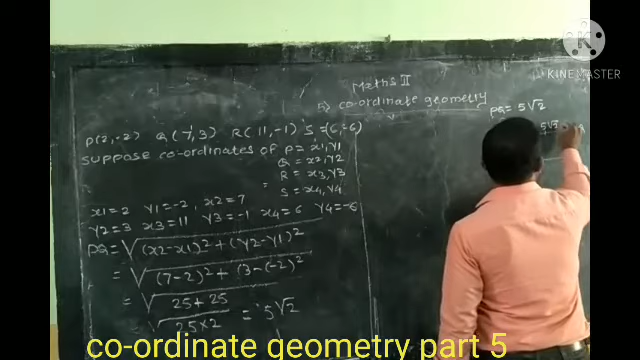 KINEMASTER
Maths II
5) co-ordinate geometry
P(2,-2) Q(7,3) R(11,-1) S=(6,-6)
suppose co-ordinates of P= x1,y1
Q= x2,y2
R= x3,y3
S= x4,y4
x1=2 y1=-2, x2=7
y2=3 x3=11 y3=-1 x4=6 y4=-6
PQ=√(x2-x1)²+(y2-y1)²
=√(7-2)²+(3-(-2)²
=√25+25
=√25×2 = 5√2
PQ= 5√2
5√2 =
co-ordinate geometry part 5